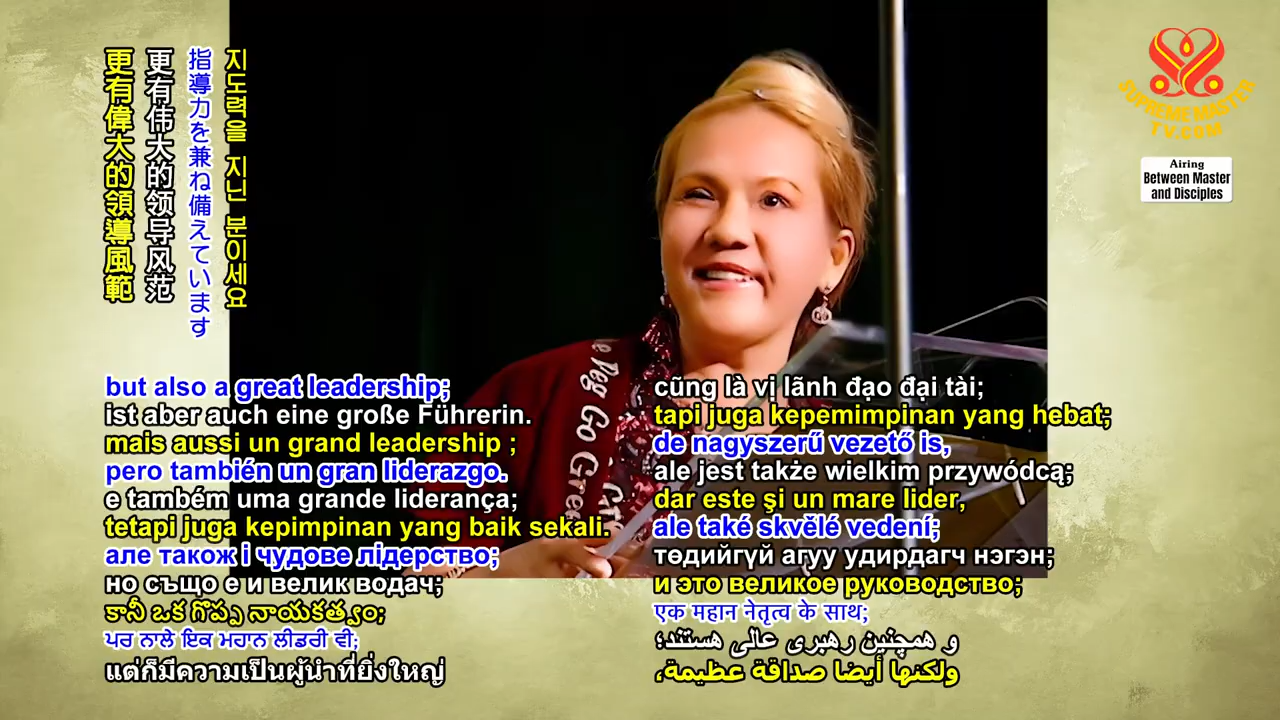 更有偉大的領導風範
更有伟大的领导风范
指導力を兼ね備えています
지도력을 지닌 분이세요
SUPREME MASTER
TV.COM
Airing
Between Master
and Disciples
Be Veg Go Green
but also a great leadership;
ist aber auch eine große Führerin.
mais aussi un grand leadership ;
pero también un gran liderazgo.
e também uma grande liderança;
tetapi juga kepimpinan yang baik sekali.
але також і чудове лідерство;
но също е и велик водач;
కానీ ఒక గొప్ప నాయకత్వం;
ਪਰ ਨਾਲੇ ਇਕ ਮਹਾਨ ਲੀਡਰੀ ਵੀ;
แต่ก็มีความเป็นผู้นำที่ยิ่งใหญ่
cũng là vị lãnh đạo đại tài;
tapi juga kepemimpinan yang hebat;
de nagyszerű vezető is,
ale jest także wielkim przywódcą;
dar este şi un mare lider,
ale také skvělé vedení;
төдийгүй агуу удирдагч нэгэн;
и это великое руководство;
एक महान नेतृत्व के साथ;
و همچنین رهبری عالی هستند؛
ولكنها أيضا صداقة عظيمة،